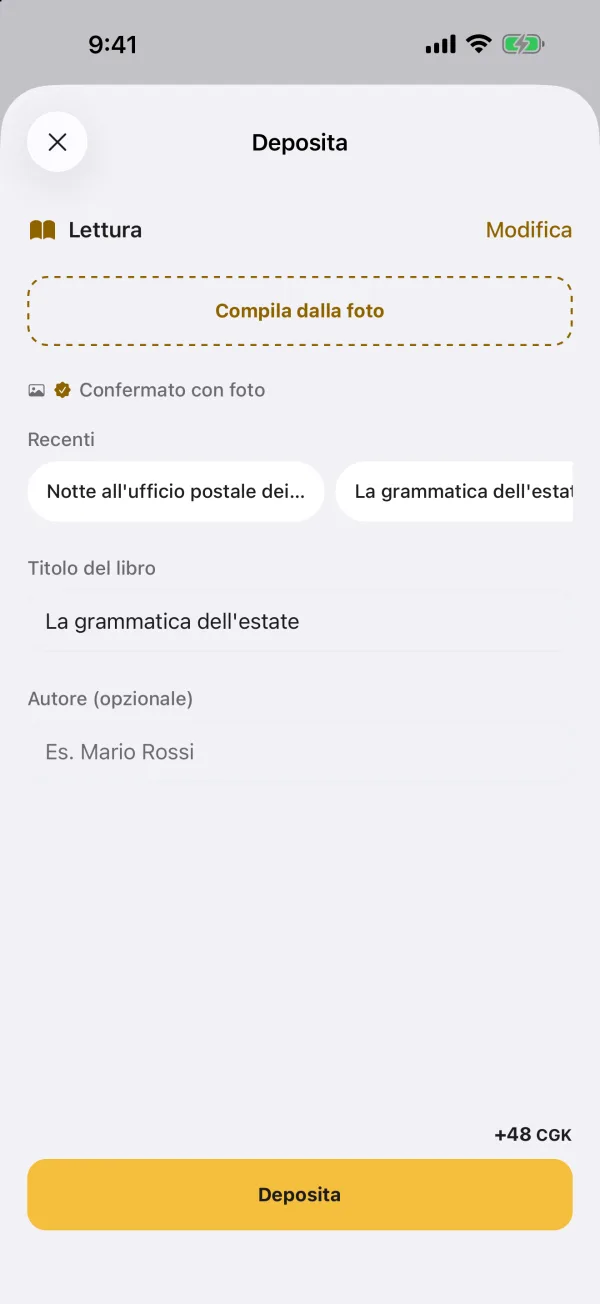 9:41
Deposita
Lettura
Modifica
Compila dalla foto
Confermato con foto
Recenti
Notte all'ufficio postale dei...
La grammatica dell'estat
Titolo del libro
La grammatica dell'estate
Autore (opzionale)
Es. Mario Rossi
+48 CGK
Deposita